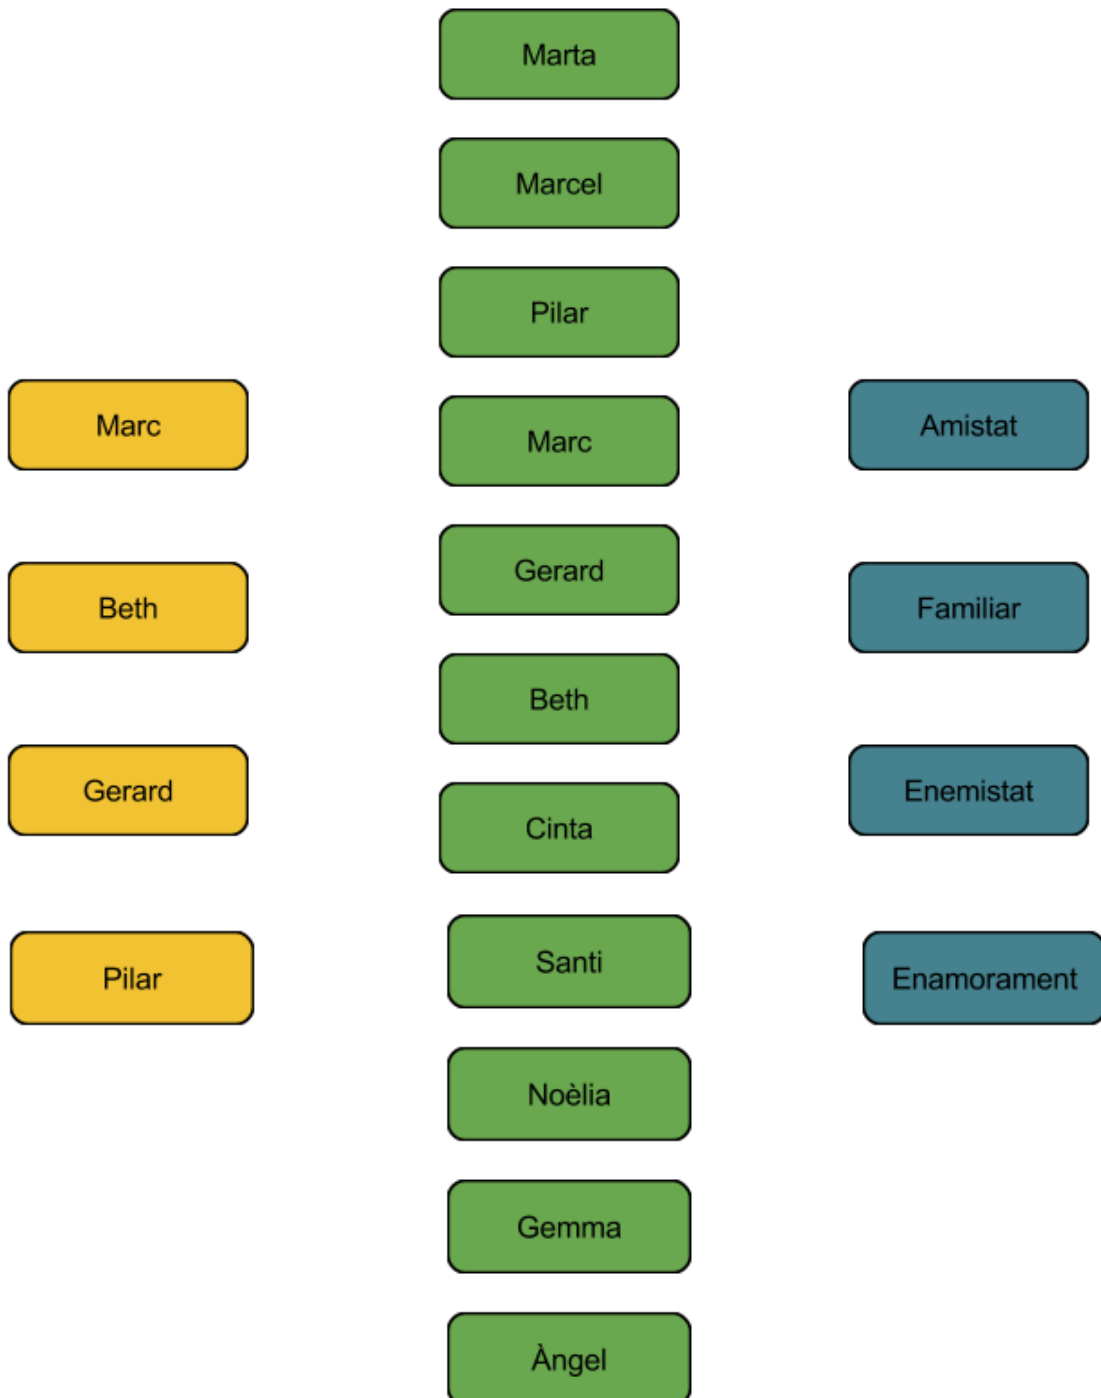 Marta
Marcel
Pilar
Marc
Marc
Amistat
Gerard
Beth
Familiar
Beth
Gerard
Enemistat
Cinta
Santi
Pilar
Enamorament
Noèlia
Gemma
Àngel